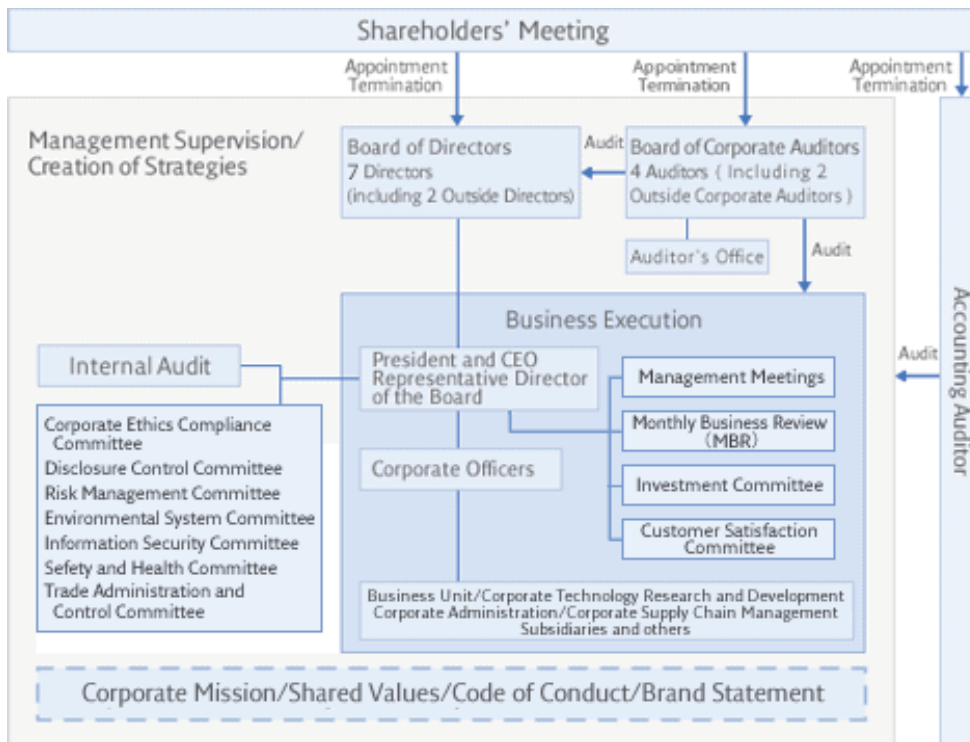 Shareholders' Meeting
Appointment
Termination
Appointment
Termination
Appointment
Termination
Management Supervision/
Creation of Strategies
Board of Directors
7 Directors
(including 2 Outside Directors)
Audit
Board of Corporate Auditors
4 Auditors ( Including 2
Outside Corporate Auditors )
Auditor's Office
Audit
Accounting Auditor
Audit
Business Execution
Internal Audit
President and CEO
Representative Director
of the Board
Management Meetings
Monthly Business Review
(MBR)
Corporate Officers
Investment Committee
Customer Satisfaction
Committee
Corporate Ethics Compliance
Committee
Disclosure Control Committee
Risk Management Committee
Environmental System Committee
Information Security Committee
Safety and Health Committee
Trade Administration and
Control Committee
Business Unit/Corporate Technology Research and Development
Corporate Administration/Corporate Supply Chain Management
Subsidiaries and others
Corporate Mission/Shared Values/Code of Conduct/Brand Statement